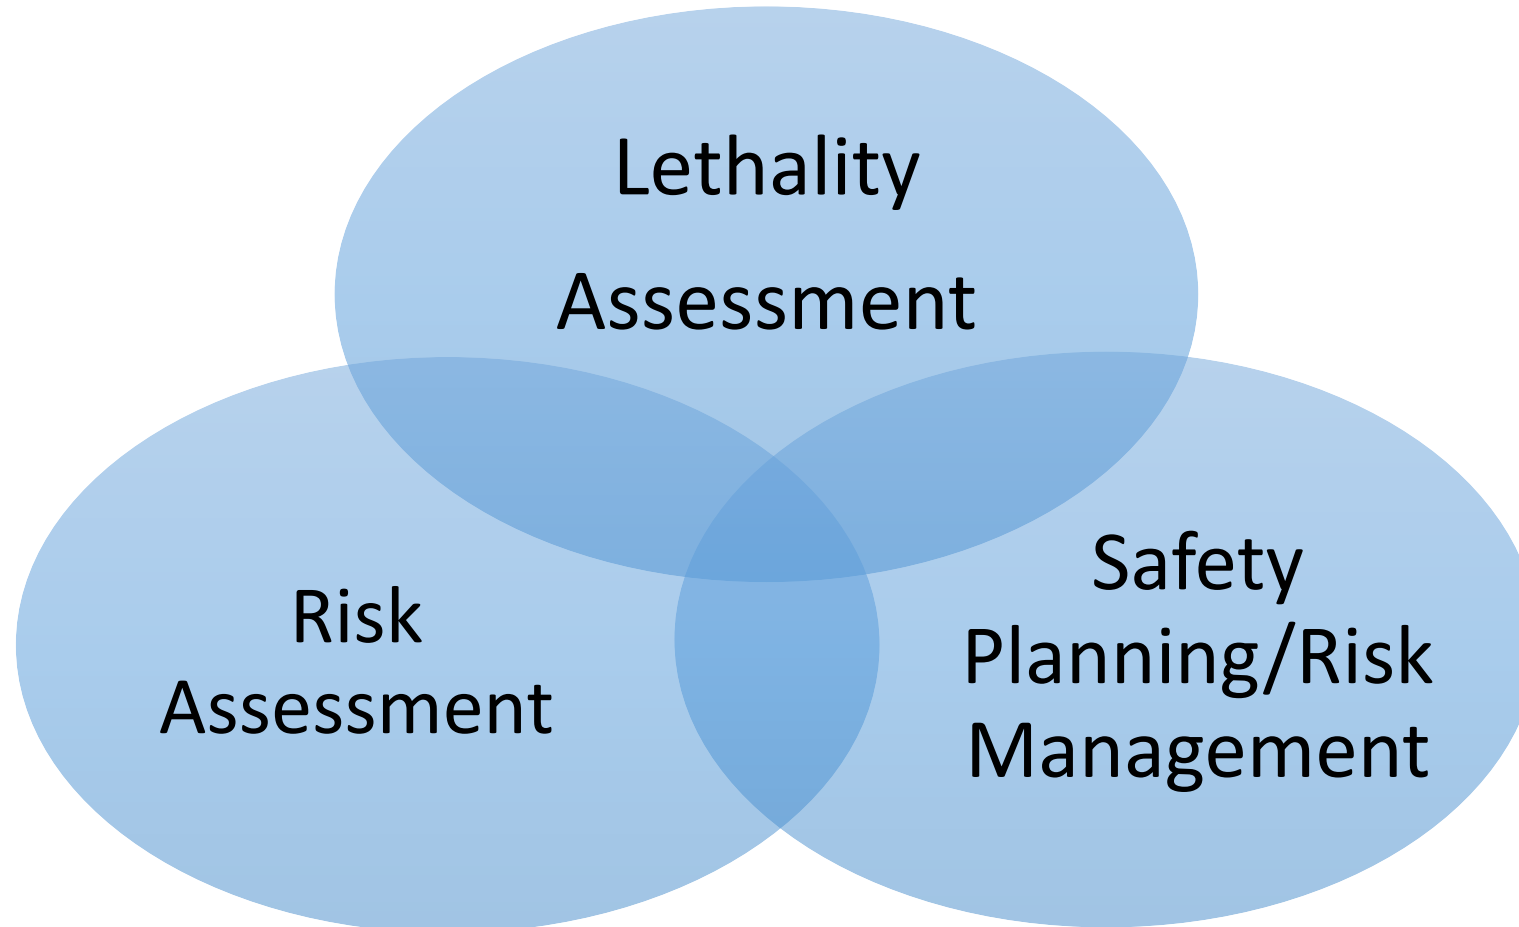 Lethality
Assessment
Risk
Assessment
Safety
Planning/Risk
Management